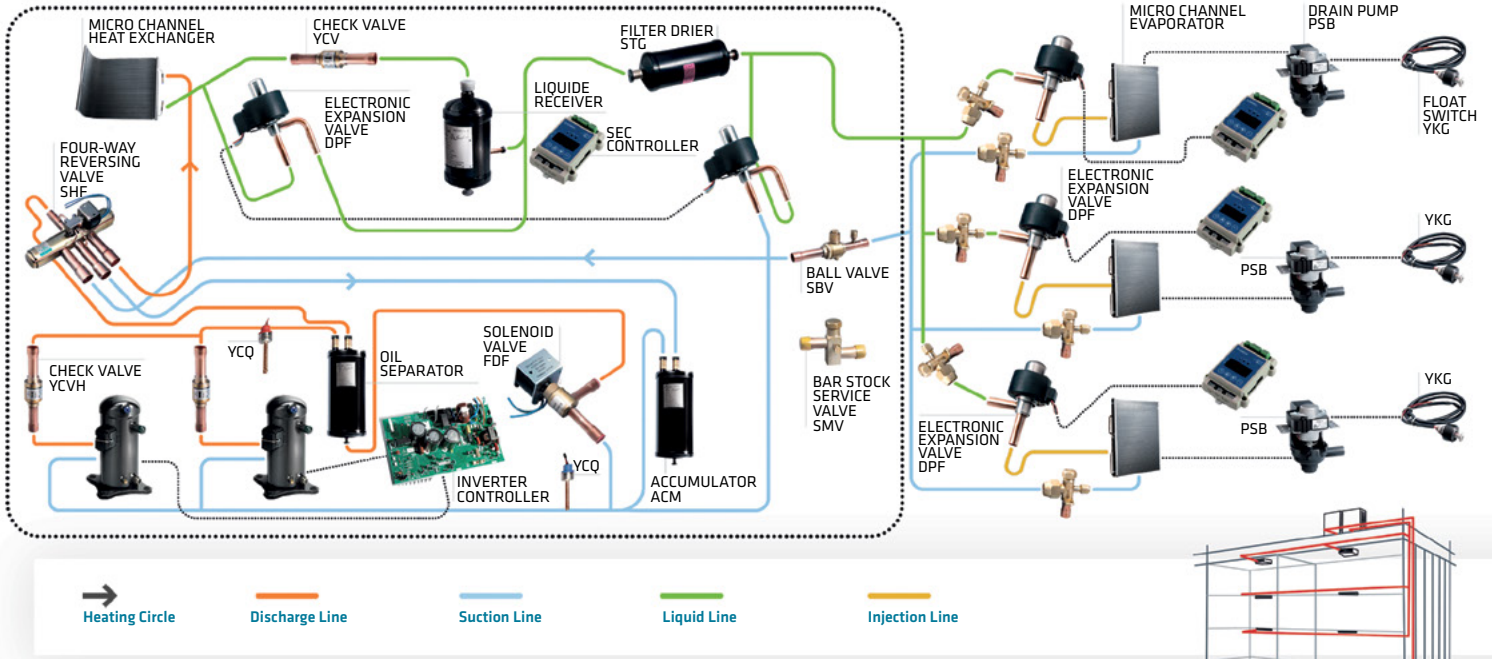 MICRO CHANNEL
HEAT EXCHANGER
CHECK VALVE
YCV
FILTER DRIER
STG
MICRO CHANNEL
EVAPORATOR
DRAIN PUMP
PSB
ELECTRONIC
EXPANSION
VALVE
DPF
LIQUIDE
RECEIVER
SEC
CONTROLLER
FLOAT
SWITCH
YKG
FOUR-WAY
REVERSING
VALVE
SHF
ELECTRONIC
EXPANSION
VALVE
DPF
YKG
PSB
BALL VALVE
SBV
CHECK VALVE
YCVH
YCQ
OIL
SEPARATOR
SOLENOID
VALVE
FDF
BAR STOCK
SERVICE
VALVE
SMV
YKG
PSB
ELECTRONIC
EXPANSION
VALVE
DPF
INVERTER
CONTROLLER
YCQ
ACCUMULATOR
ACM
Heating Circle
Discharge Line
Suction Line
Liquid Line
Injection Line